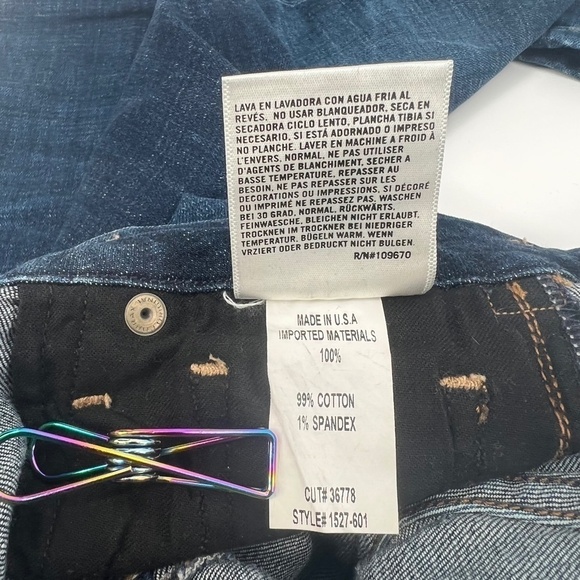 LAVA EN LAVADORA CON AGUA FRIA AL
REVÉS, NO USAR BLANQUEADOR, SECA EN
SECADORA CICLO LENTO, PLANCHA TIBIA SI
NECESARIO. SI ESTÁ ADORNADO O IMPRESO
NO PLANCHE. LAVER EN MACHINE A FROID À
L'ENVERS. NORMAL, NE PAS UTILISER
D'AGENTS DE BLANCHIMENT, SECHER A
BASSE TEMPERATURE, REPASSER AU
BESOIN, NE PAS REPASSER SUR LES
DECORATIONS OU IMPRESSIONS, SI DÉCORÉ
OU IMPRIMÉ NE REPASSEZ PAS, WASCHEN
BEI 30 GRAD, NORMAL, RÜCKWÄRTS.
FEINWAESCHE, BLEICHEN NICHT ERLAUBT,
TROCKNEN IM TROCKNER BEI NIEDRIGER
TEMPERATUR, BÜGELN WARM, WENN
VERZIERT ODER BEDRUCKT NICHT BULGEN.
R/N#109670
MADE IN U.S.A
IMPORTED MATERIALS
100%
99% COTTON
1% SPANDEX
CUT# 36778
STYLE# 1527-601